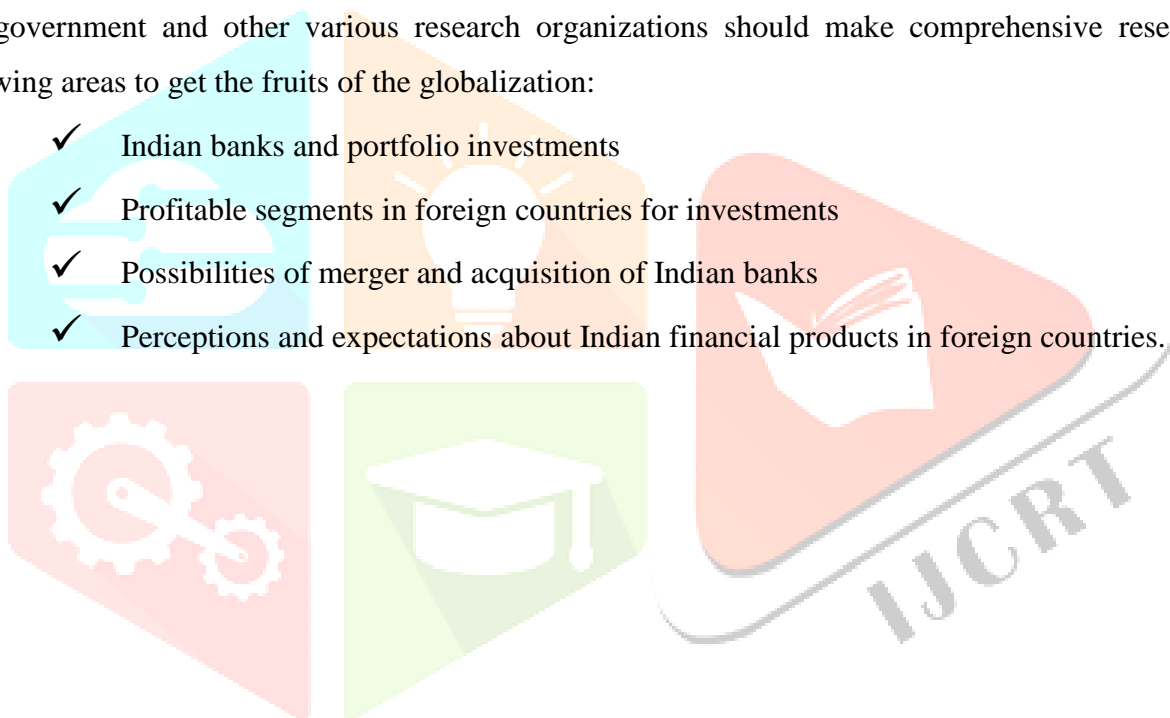 government and other various research organizations should make comprehensive rese
wing areas to get the fruits of the globalization:
✓ Indian banks and portfolio investments
✓ Profitable segments in foreign countries for investments
✓ Possibilities of merger and acquisition of Indian banks
✓ Perceptions and expectations about Indian financial products in foreign countries.
IJCRT